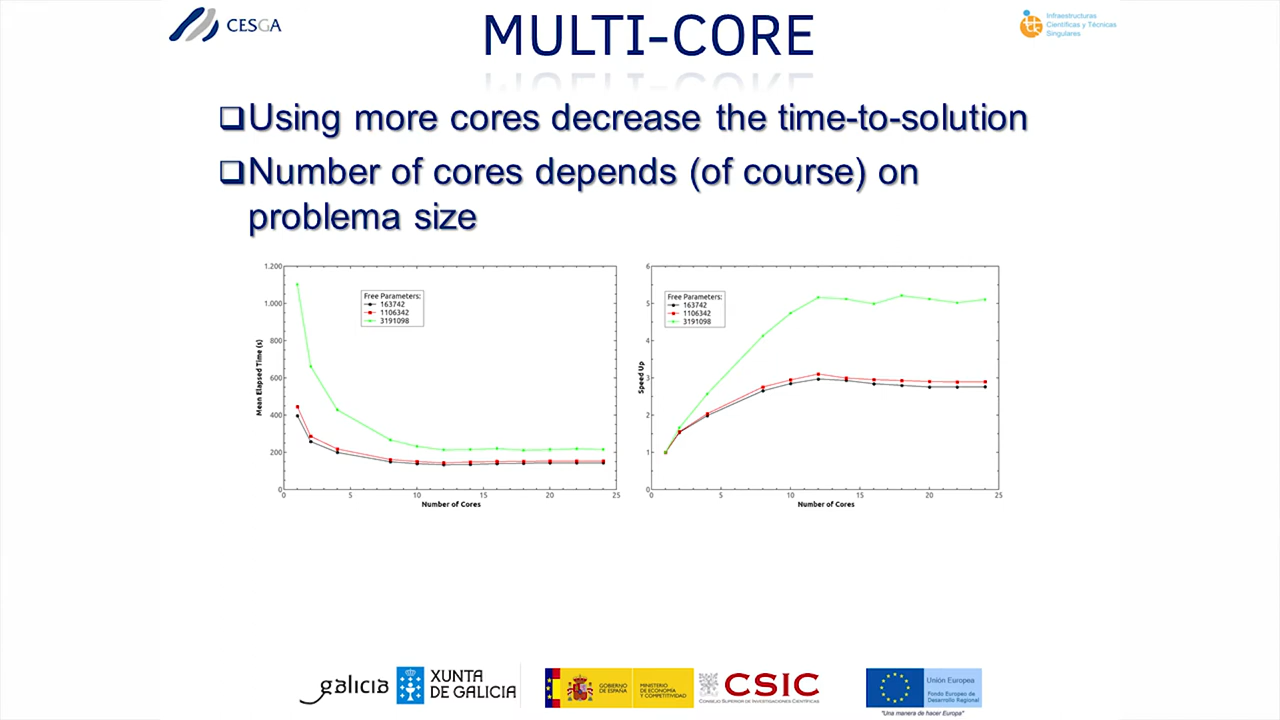 CESGA
MULTI-CORE
Infraestructuras
Científicas y Técnicas
Singulares
❑Using more cores decrease the time-to-solution
❑Number of cores depends (of course) on
problema size
1.200
1.000
800
600
400
200
0
Mean Elapsed Time (s)
Free Parameters:
163742
1106342
3191098
0 5 10 15 20 25
Number of Cores
6
5
4
3
2
1
0
Speed Up
Free Parameters:
163742
1106342
3191098
0 5 10 15 20 25
Number of Cores
galicia
XUNTA
DE GALICIA
GOBIERNO
DE ESPAÑA
MINISTERIO
DE ECONOMÍA
Y COMPETITIVIDAD
CSIC
CONSEJO SUPERIOR DE INVESTIGACIONES CIENTÍFICAS
Unión Europea
Fondo Europeo de
Desarrollo Regional
"Una manera de hacer Europa"